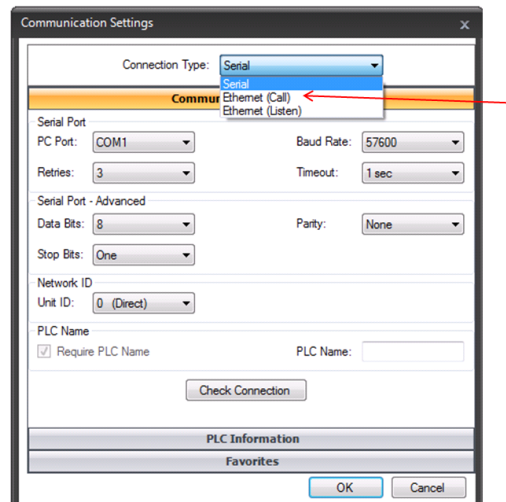 Communication Settings
x
Connection Type: Serial
Serial
Ethernet (Call)
Ethernet (Listen)
Commun
Serial Port
PC Port: COM1 Baud Rate: 57600
Retries: 3 Timeout: 1 sec
Serial Port - Advanced
Data Bits: 8 Parity: None
Stop Bits: One
Network ID
Unit ID: 0 (Direct)
PLC Name
Require PLC Name PLC Name:
Check Connection
PLC Information
Favorites
OK Cancel